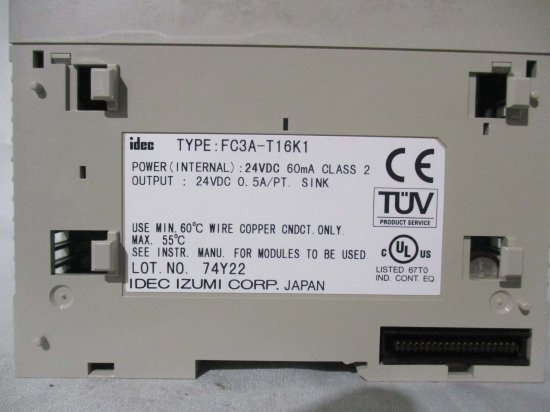 idec TYPE:FC3A-T16K1
POWER(INTERNAL):24VDC 60mA CLASS 2
OUTPUT : 24VDC 0.5A/PT. SINK
CE
TÜV
PRODUCT SERVICE
USE MIN.60°C WIRE COPPER CNDCT.ONLY.
MAX. 55°C
SEE INSTR. MANU. FOR MODULES TO BE USED
LOT.NO. 74Y22
IDEC IZUMI CORP. JAPAN
C UL US
LISTED 67T0
IND. CONT. EQ